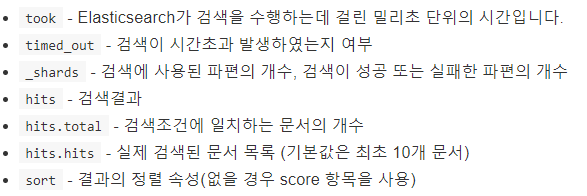 took - Elasticsearch가 검색을 수행하는데 걸린 밀리초 단위의 시간입니다.
timed_out - 검색이 시간초과 발생하였는지 여부
_shards - 검색에 사용된 파편의 개수, 검색이 성공 또는 실패한 파편의 개수
hits - 검색결과
hits.total - 검색조건에 일치하는 문서의 개수
hits.hits - 실제 검색된 문서 목록 (기본값은 최초 10개 문서)
sort - 결과의 정렬 속성(없을 경우 score 항목을 사용)